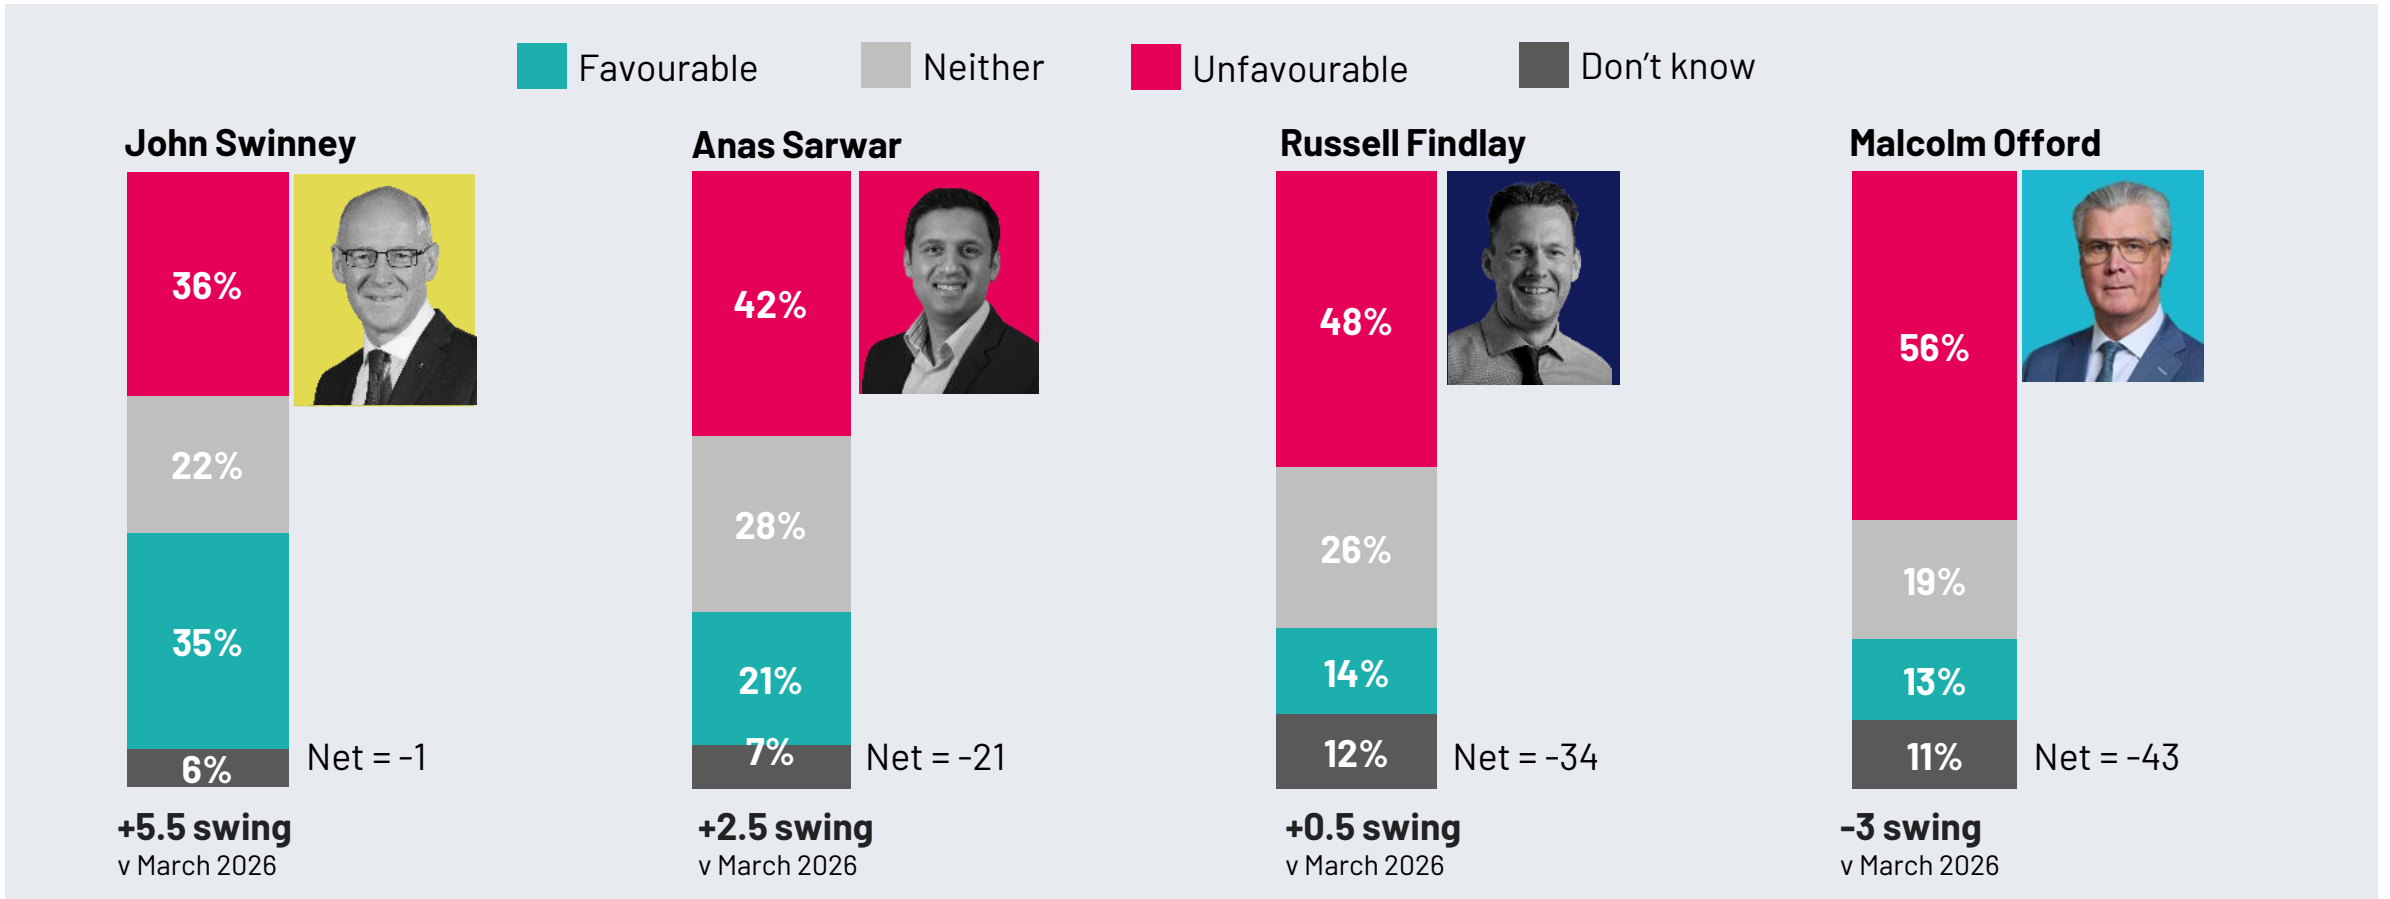 Favourable
Neither
Unfavourable
Don't know
John Swinney
36%
22%
35%
6%
Net = -1
+5.5 swing
v March 2026
Anas Sarwar
42%
28%
21%
7%
Net = -21
+2.5 swing
v March 2026
Russell Findlay
48%
26%
14%
12%
Net = -34
+0.5 swing
v March 2026
Malcolm Offord
56%
19%
13%
11%
Net = -43
-3 swing
v March 2026